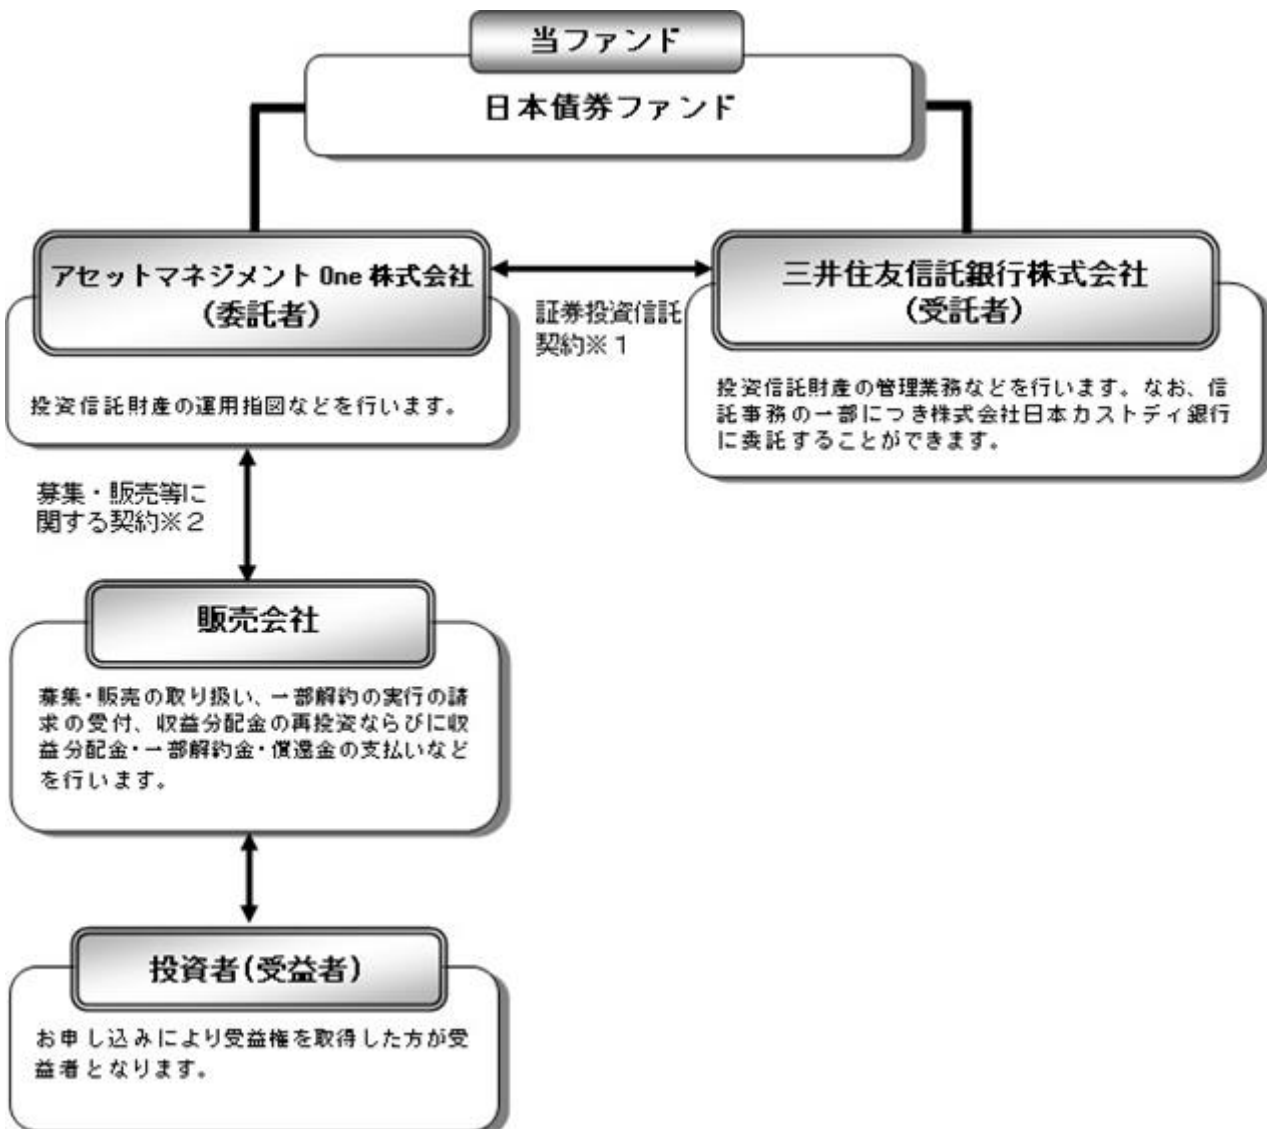 当ファンド
日本債券ファンド
アセットマネジメント One 株式会社
(委託者)
投資信託財産の運用指図などを行います。
証券投資信託
契約※1
三井住友信託銀行株式会社
(受託者)
投資信託財産の管理業務などを行います。なお、信
託事務の一部につき株式会社日本カストディ銀行
に委託することができます。
募集・販売等に
関する契約※2
販売会社
募集・販売の取り扱い、一部解約の実行の請
求の受付、収益分配金の再投資ならびに収
益分配金・一部解約金・償還金の支払いなど
を行います。
投資者(受益者)
お申し込みにより受益権を取得した方が受
益者となります。